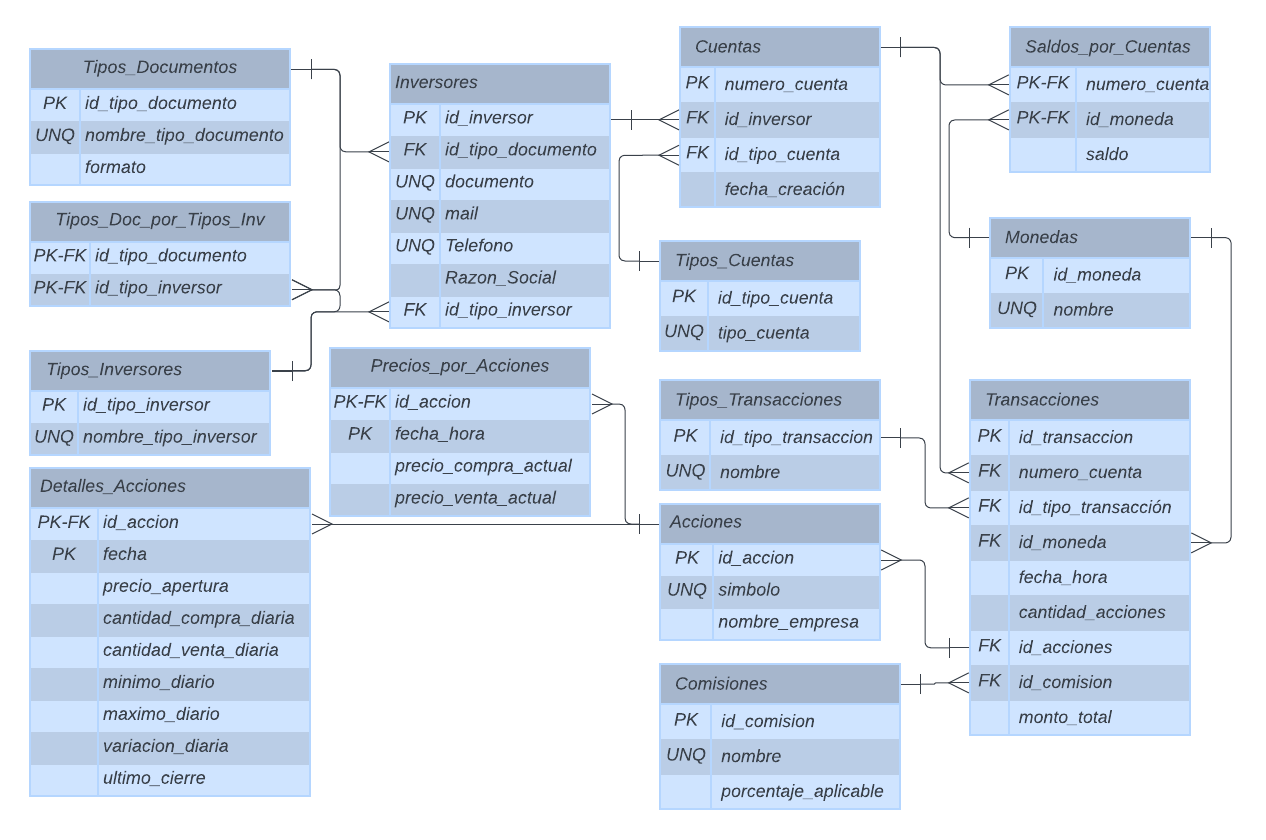 Tipos_Documentos
PK id_tipo_documento
UNQ nombre_tipo_documento
formato
Tipos_Doc_por_Tipos_Inv
PK-FK id_tipo_documento
PK-FK id_tipo_inversor
Tipos_Inversores
PK id_tipo_inversor
UNQ nombre_tipo_inversor
Detalles_Acciones
PK-FK id_accion
PK fecha
precio_apertura
cantidad_compra_diaria
cantidad_venta_diaria
minimo_diario
maximo_diario
variacion_diaria
ultimo_cierre
Inversores
PK id_inversor
FK id_tipo_documento
UNQ documento
UNQ mail
UNQ Telefono
Razon_Social
FK id_tipo_inversor
Precios_por_Acciones
PK-FK id_accion
PK fecha_hora
precio_compra_actual
precio_venta_actual
Cuentas
PK numero_cuenta
FK id_inversor
FK id_tipo_cuenta
fecha_creación
Tipos_Cuentas
PK id_tipo_cuenta
UNQ tipo_cuenta
Tipos_Transacciones
PK id_tipo_transaccion
UNQ nombre
Acciones
PK id_accion
UNQ simbolo
nombre_empresa
Comisiones
PK id_comision
UNQ nombre
porcentaje_aplicable
Saldos_por_Cuentas
PK-FK numero_cuenta
PK-FK id_moneda
saldo
Monedas
PK id_moneda
UNQ nombre
Transacciones
PK id_transaccion
FK numero_cuenta
FK id_tipo_transacción
FK id_moneda
fecha_hora
cantidad_acciones
FK id_acciones
FK id_comision
monto_total